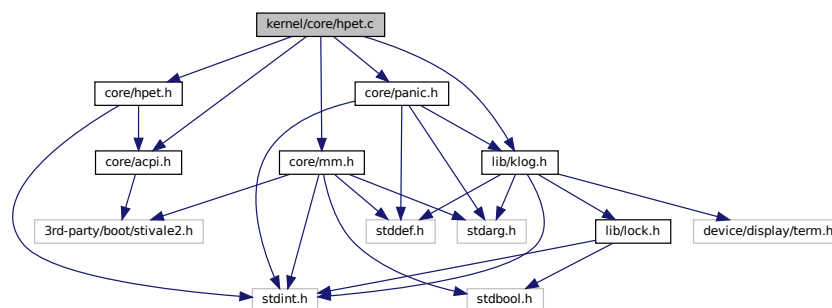 kernel/core/hpet.c
core/hpet.h
core/panic.h
core/acpi.h
core/mm.h
lib/klog.h
3rd-party/boot/stivale2.h
stddef.h
stdarg.h
lib/lock.h
device/display/term.h
stdint.h
stdbool.h